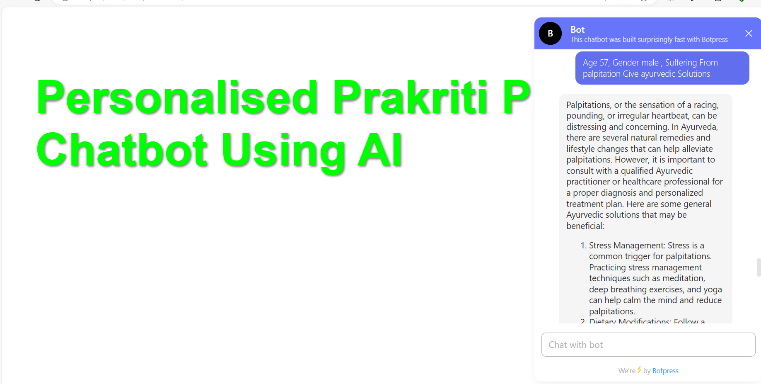 Personalised Prakriti P
Chatbot Using AI
B
Bot
This chatbot was built surprisingly fast with Botpress
Age 57, Gender male , Suffering From
palpitation Give ayurvedic Solutions
Palpitations, or the sensation of a racing,
pounding, or irregular heartbeat, can be
distressing and concerning. In Ayurveda,
there are several natural remedies and
lifestyle changes that can help alleviate
palpitations. However, it is important to
consult with a qualified Ayurvedic
practitioner or healthcare professional for
a proper diagnosis and personalized
treatment plan. Here are some general
Ayurvedic solutions that may be
beneficial:
1. Stress Management: Stress is a
common trigger for palpitations.
Practicing stress management
techniques such as meditation,
deep breathing exercises, and yoga
can help calm the mind and reduce
palpitations.
2. Dietary Modifications: Follow a
Chat with bot
We're ⚡ by Botpress